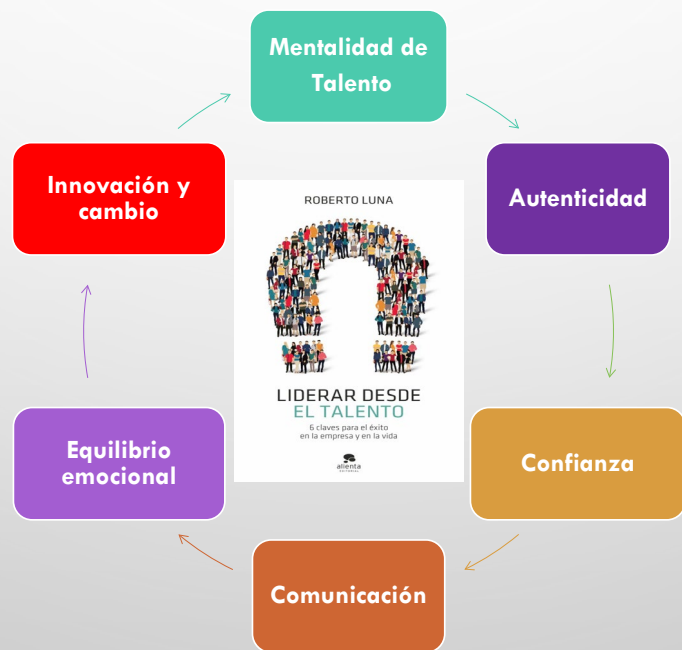 Mentalidad de
Talento
Autenticidad
Confianza
Comunicación
Equilibrio
emocional
Innovación y
cambio
ROBERTO LUNA
LIDERAR DESDE
EL TALENTO
6 claves para el éxito
en la empresa y en la vida
alienta
EDITORIAL